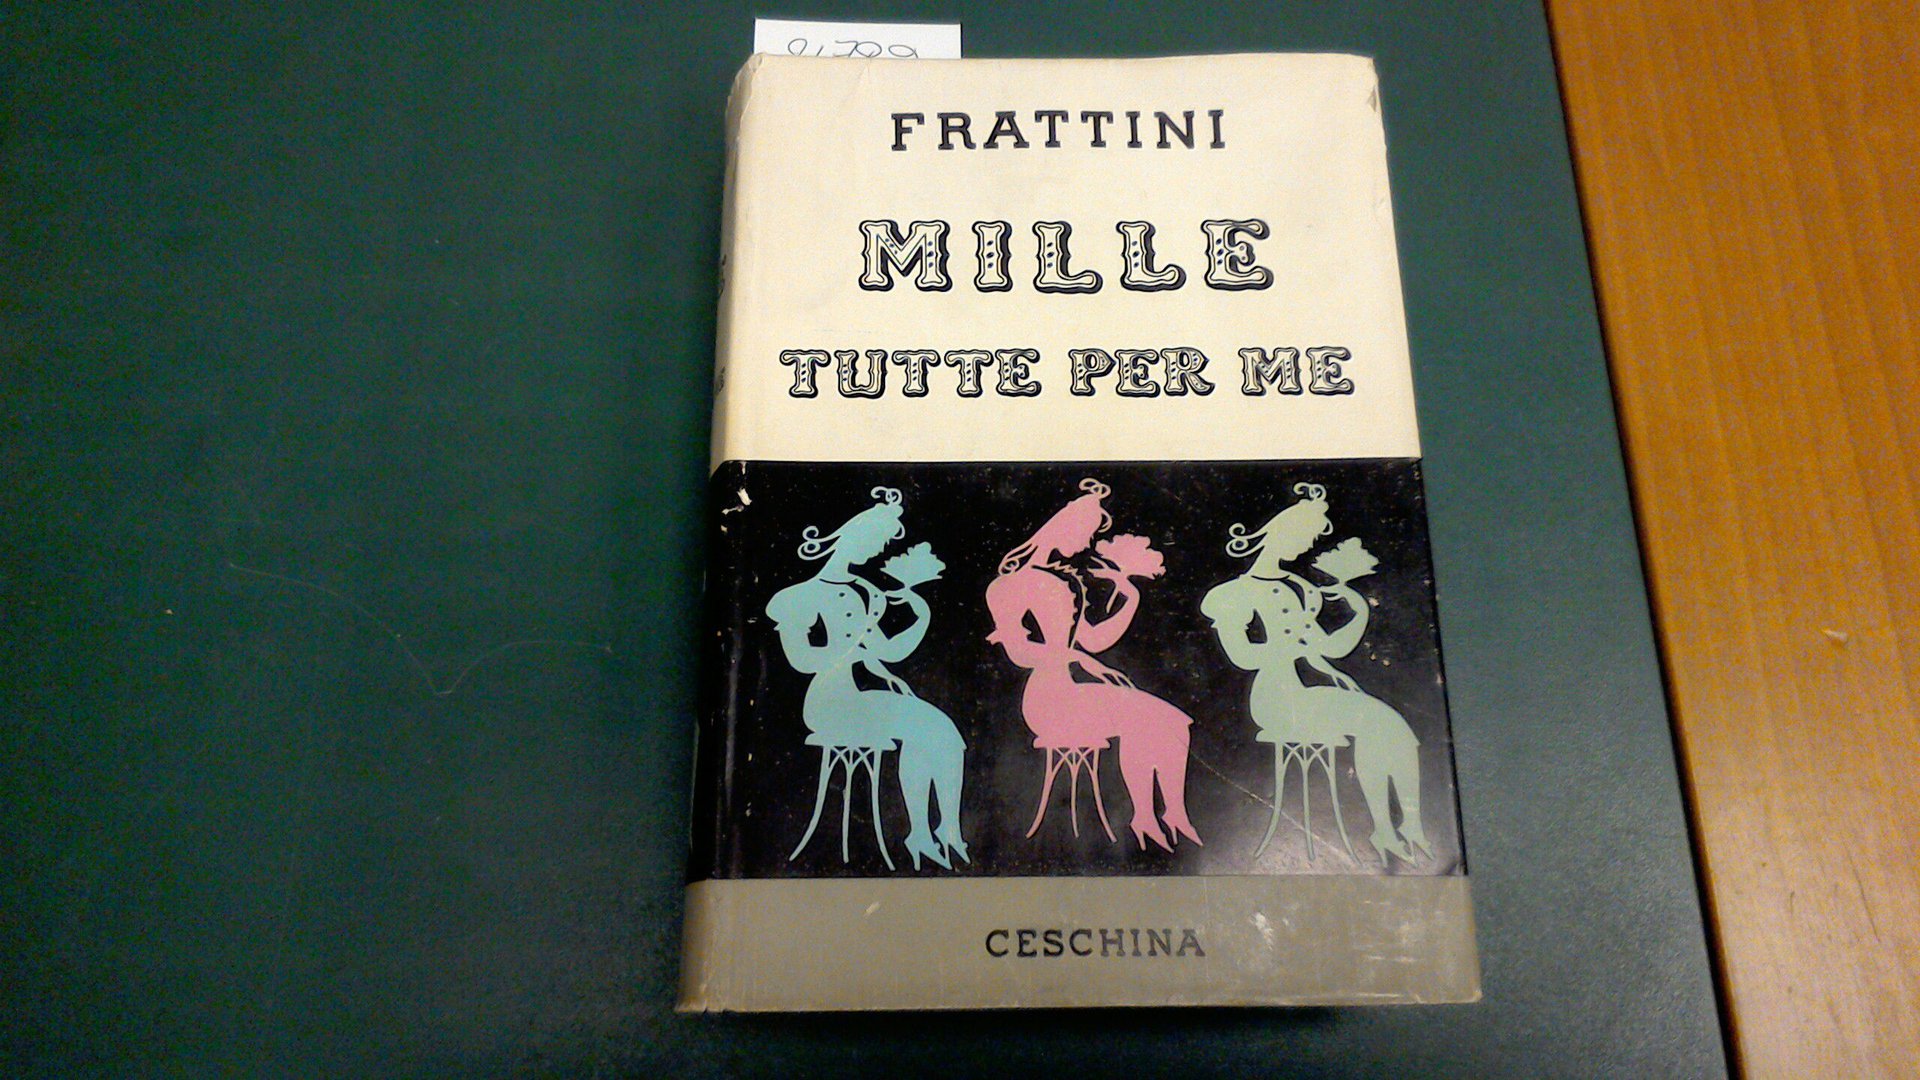 FRATTINI
MILLE
TUTTE PER ME
CESCHINA